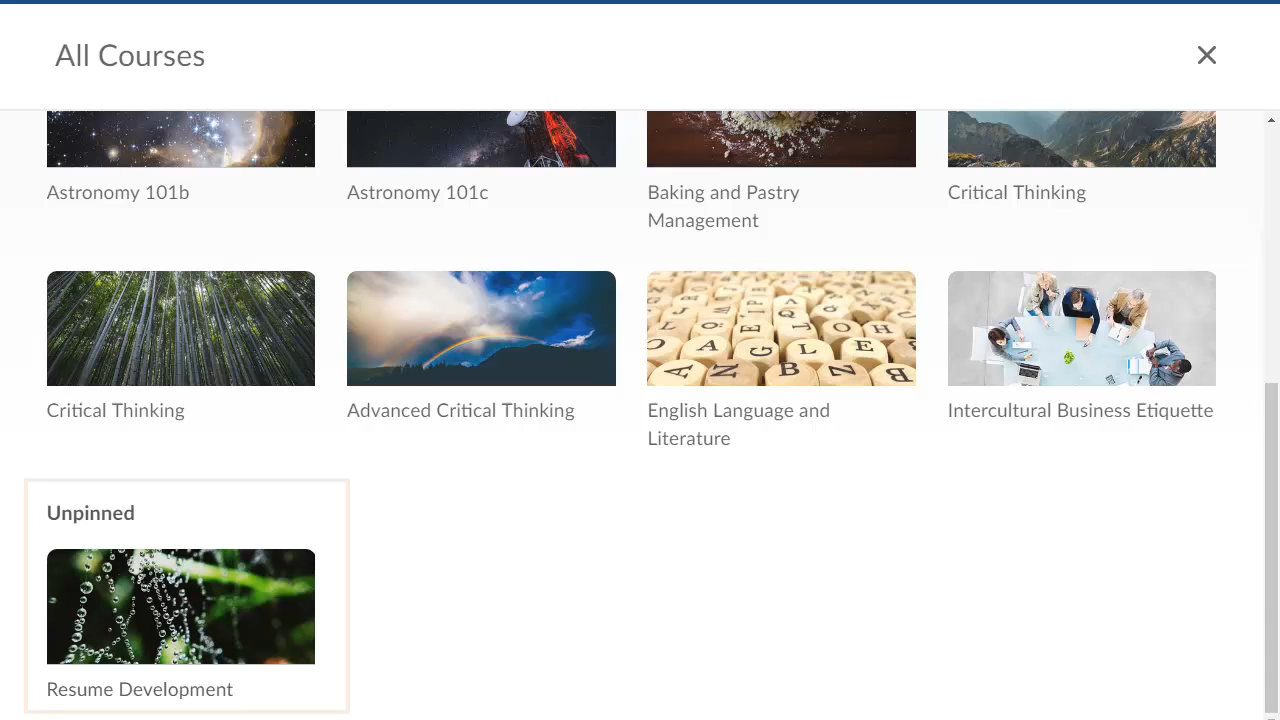 All Courses
Astronomy 101b
Astronomy 101c
Baking and Pastry
Management
Critical Thinking
Critical Thinking
Advanced Critical Thinking
English Language and
Literature
Intercultural Business Etiquette
Unpinned
Resume Development